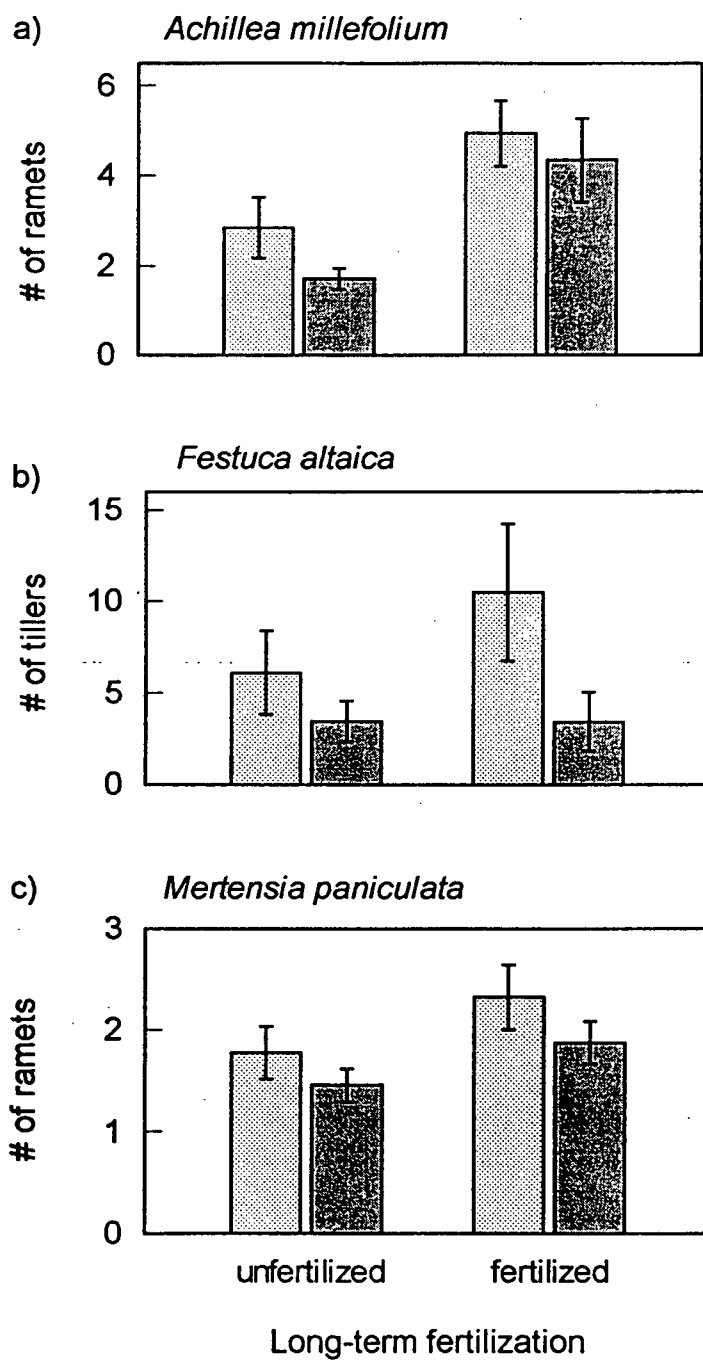 a) Achillea millefolium
# of ramets
6
4
2
0
b) Festuca altaica
# of tillers
15
10
5
0
c) Mertensia paniculata
# of ramets
3
2
1
0
unfertilized fertilized
Long-term fertilization